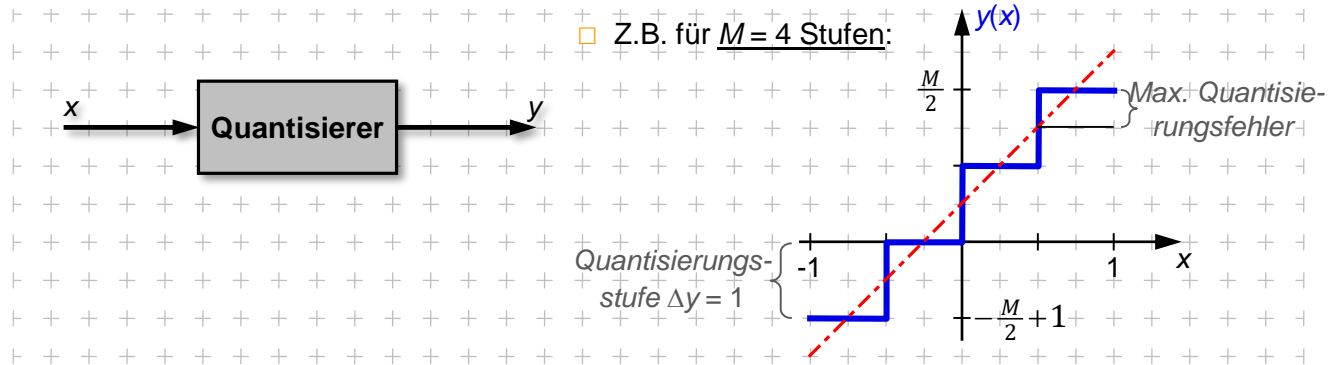 Z.B. für M = 4 Stufen:
x
Quantisierer
y
y(x)
M/2
Max. Quantisie-
rungsfehler
Quantisierungs-
stufe Δy = 1
-1
1
x
−M/2+1